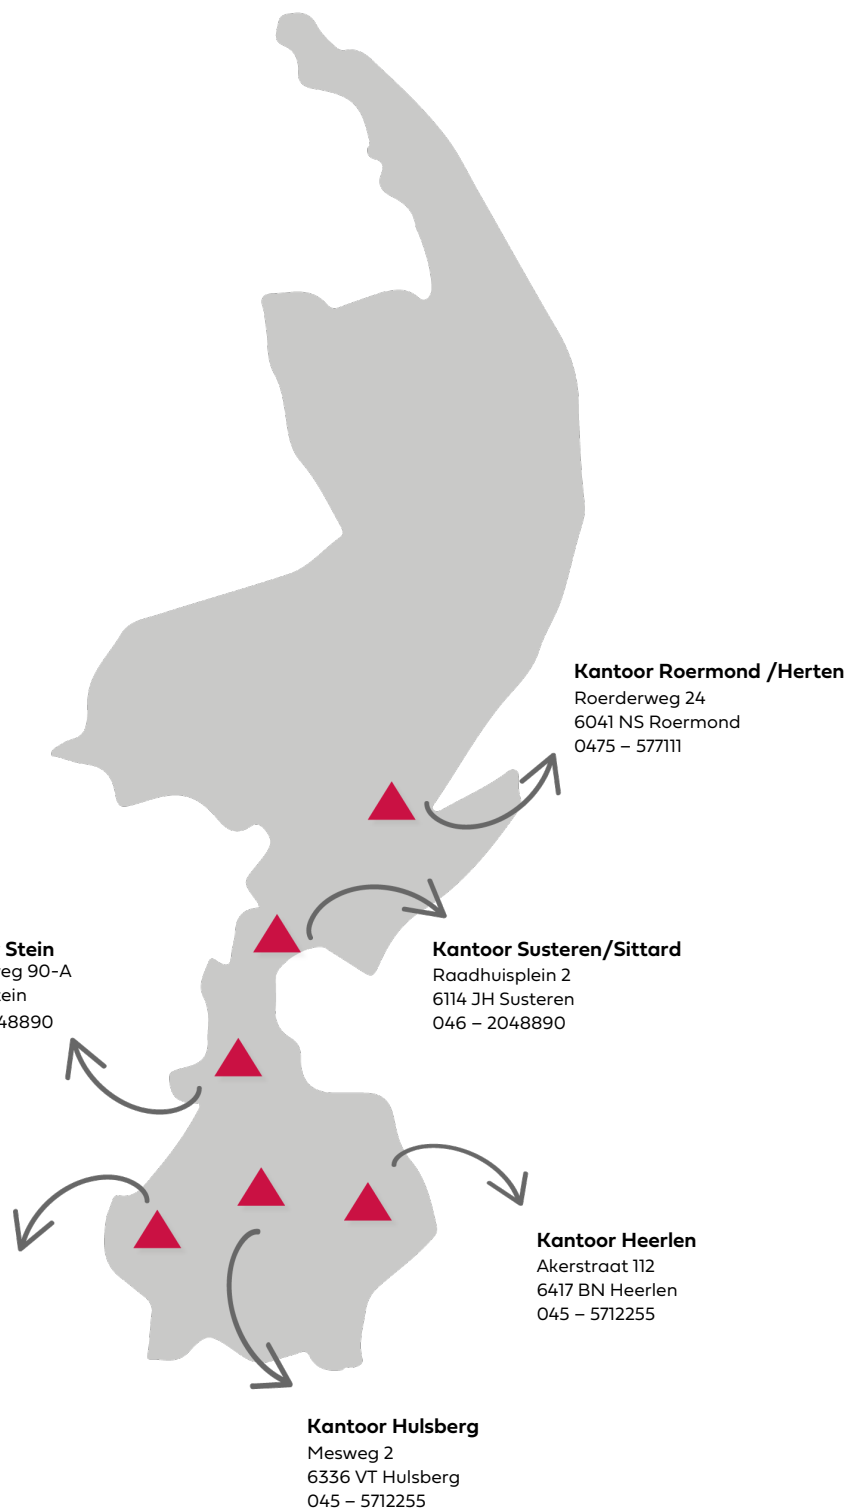 Kantoor Roermond /Herten
Roerderweg 24
6041 NS Roermond
0475 – 577111
Stein
90-A
Kantoor Susteren/Sittard
Raadhuisplein 2
6114 JH Susteren
046 – 2048890
Kantoor Heerlen
Akerstraat 112
6417 BN Heerlen
045 – 5712255
Kantoor Hulsberg
Mesweg 2
6336 VT Hulsberg
045 – 5712255